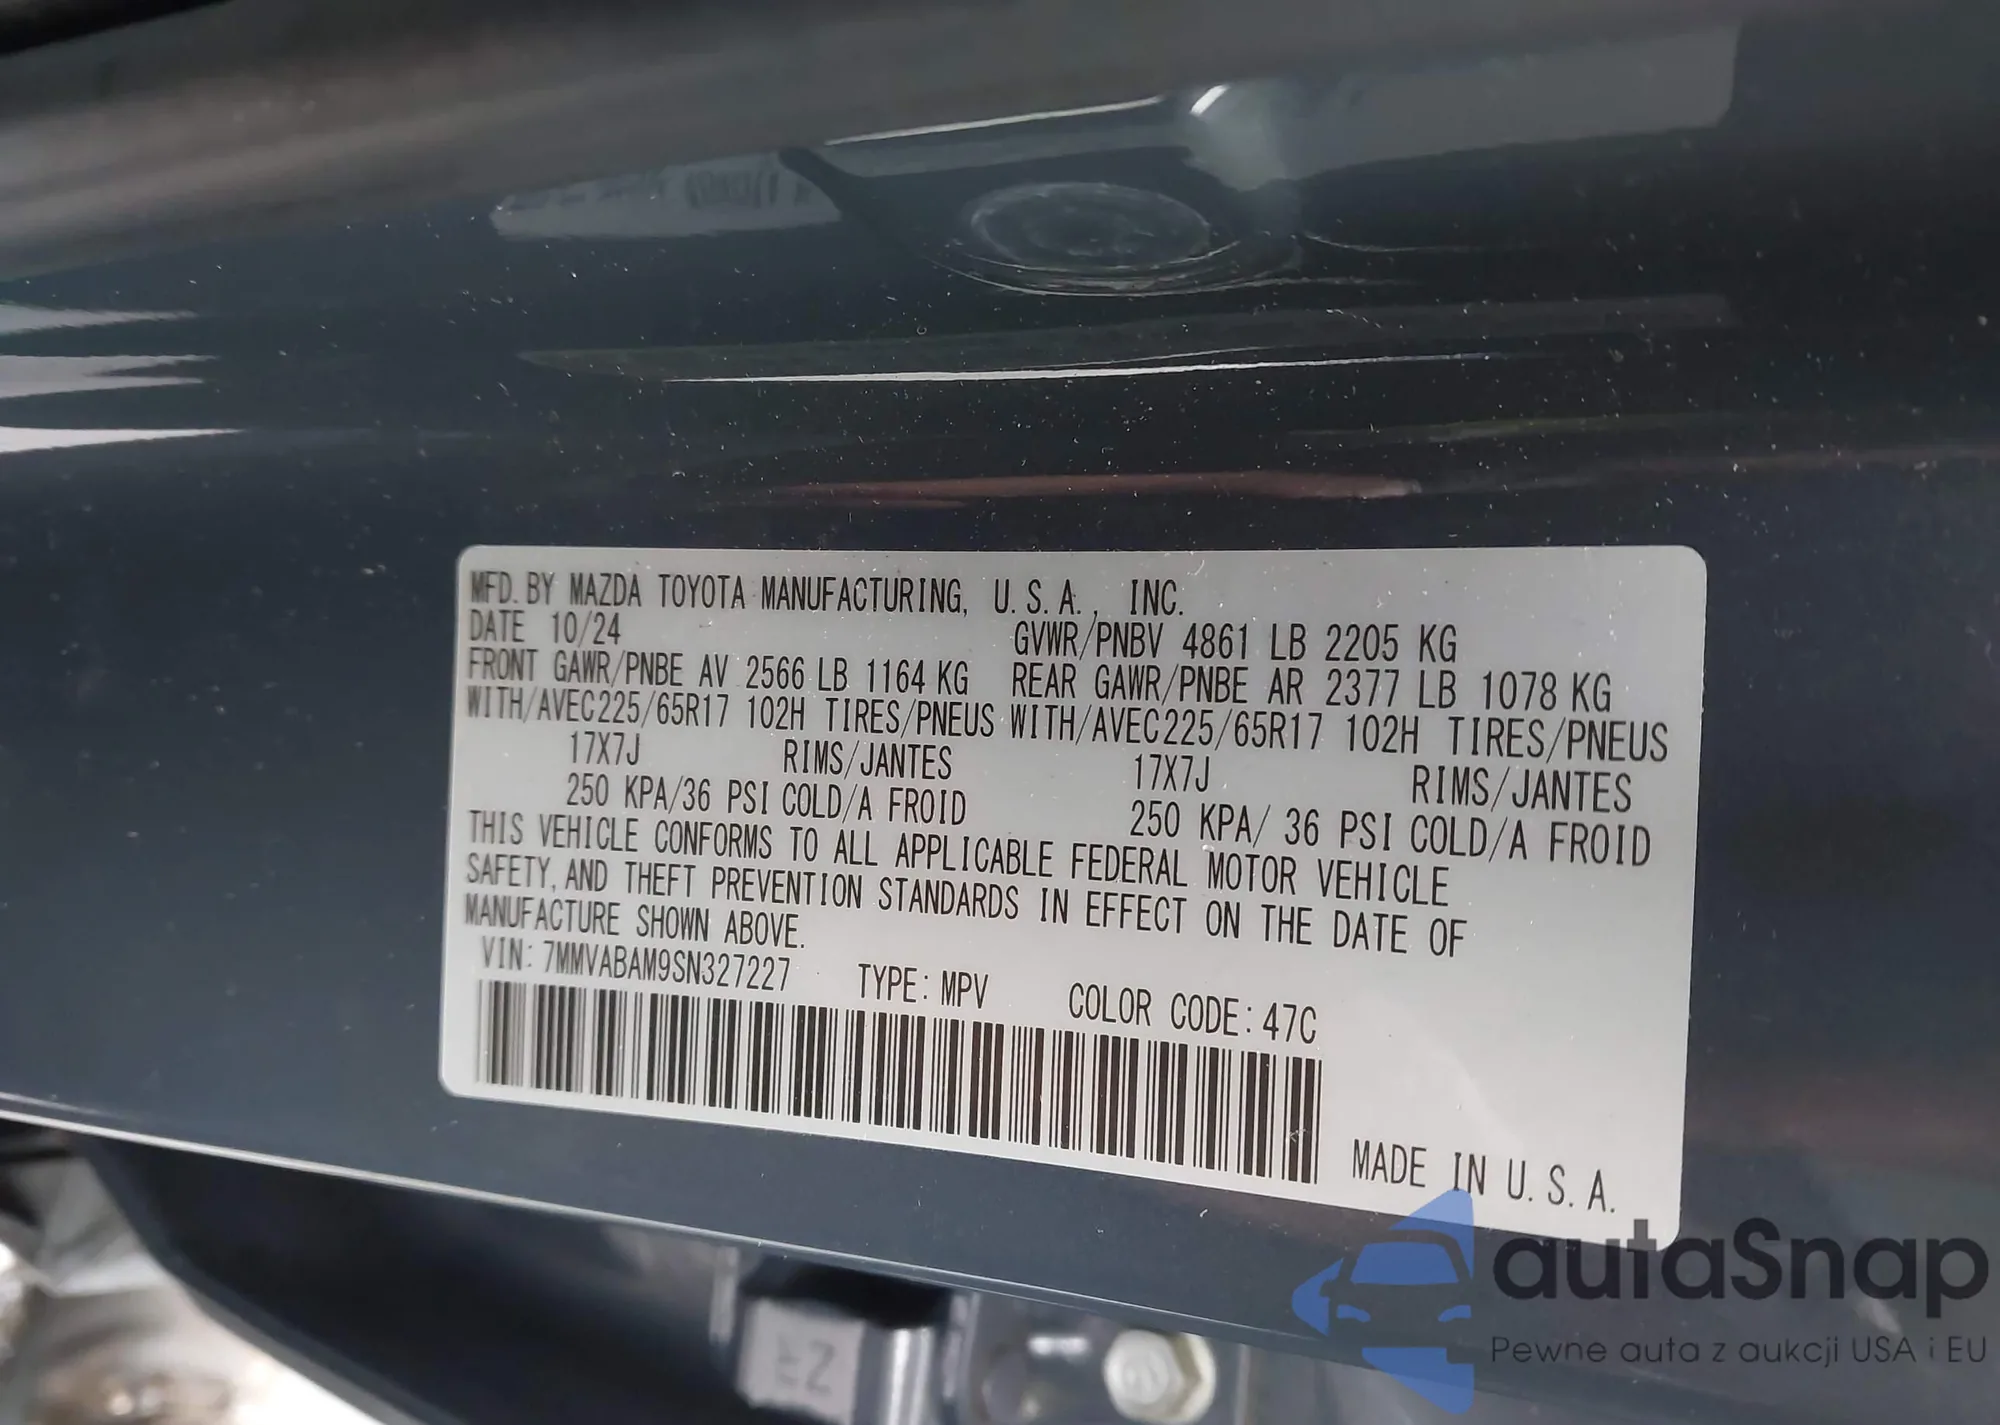 MFD. BY MAZDA TOYOTA MANUFACTURING, U.S.A., INC.
DATE 10/24 GVWR/PNBV 4861 LB 2205 KG
FRONT GAWR/PNBE AV 2566 LB 1164 KG REAR GAWR/PNBE AR 2377 LB 1078 KG
WITH/AVEC225/65R17 102H TIRES/PNEUS WITH/AVEC225/65R17 102H TIRES/PNEUS
17X7J RIMS/JANTES 17X7J RIMS/JANTES
250 KPA/36 PSI COLD/A FROID 250 KPA/ 36 PSI COLD/A FROID
THIS VEHICLE CONFORMS TO ALL APPLICABLE FEDERAL MOTOR VEHICLE
SAFETY, AND THEFT PREVENTION STANDARDS IN EFFECT ON THE DATE OF
MANUFACTURE SHOWN ABOVE.
VIN: 7MMVABAM9SN327227 TYPE: MPV COLOR CODE: 47C
MADE IN U.S.A.
autaSnap
Pewne auta z aukcji USA i EU